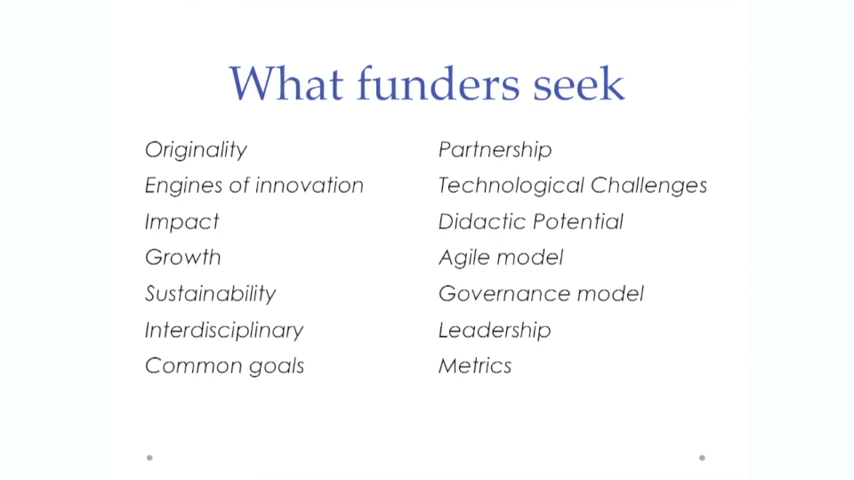 What funders seek
Originality
Engines of innovation
Impact
Growth
Sustainability
Interdisciplinary
Common goals
Partnership
Technological Challenges
Didactic Potential
Agile model
Governance model
Leadership
Metrics